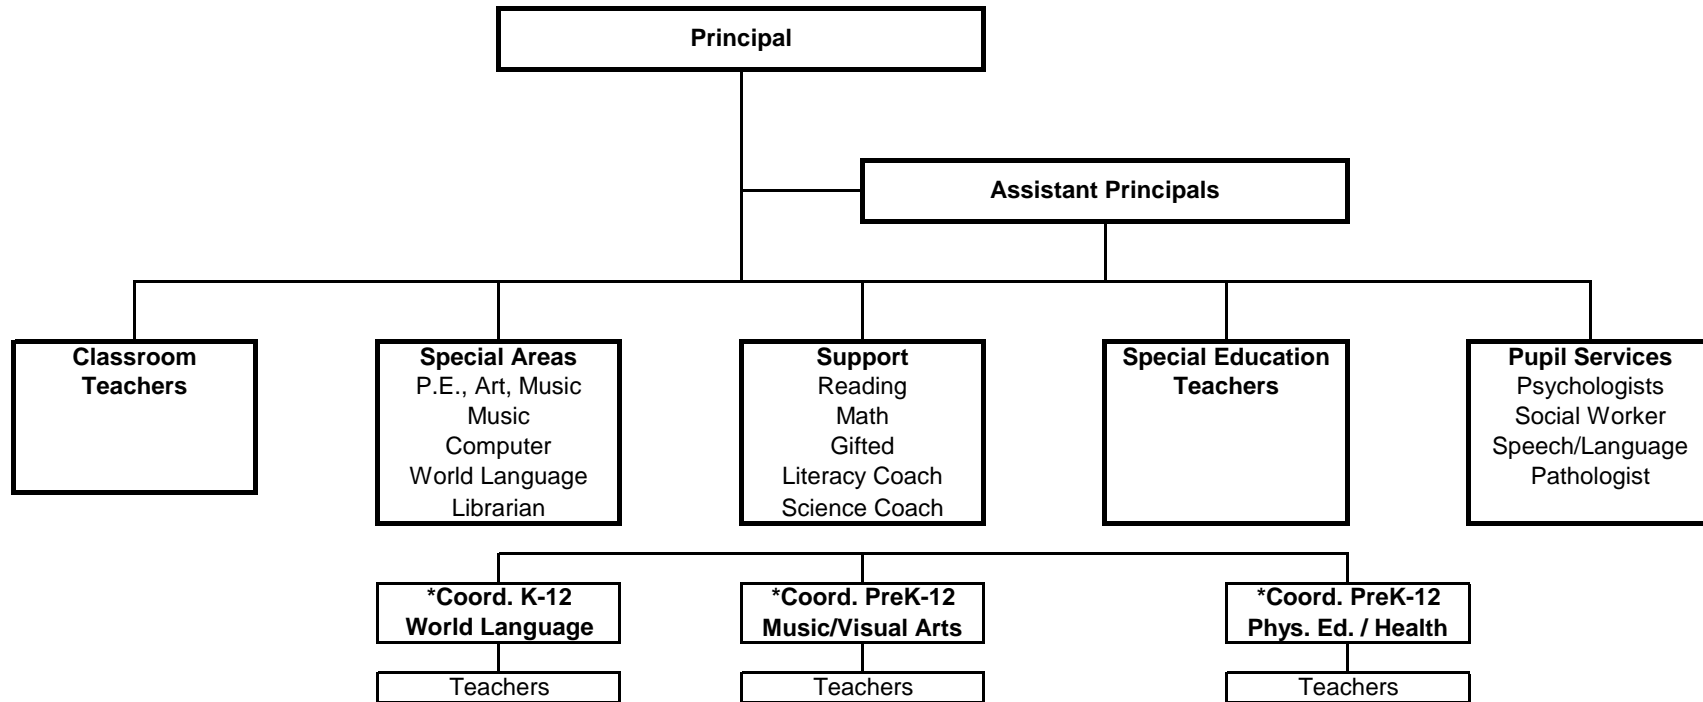 Principal
Assistant Principals
Classroom
Teachers
Special Areas
P.E., Art, Music
Music
Computer
World Language
Librarian
Support
Reading
Math
Gifted
Literacy Coach
Science Coach
Special Education
Teachers
Pupil Services
Psychologists
Social Worker
Speech/Language
Pathologist
*Coord. K-12
World Language
*Coord. PreK-12
Music/Visual Arts
*Coord. PreK-12
Phys. Ed. / Health
Teachers
Teachers
Teachers